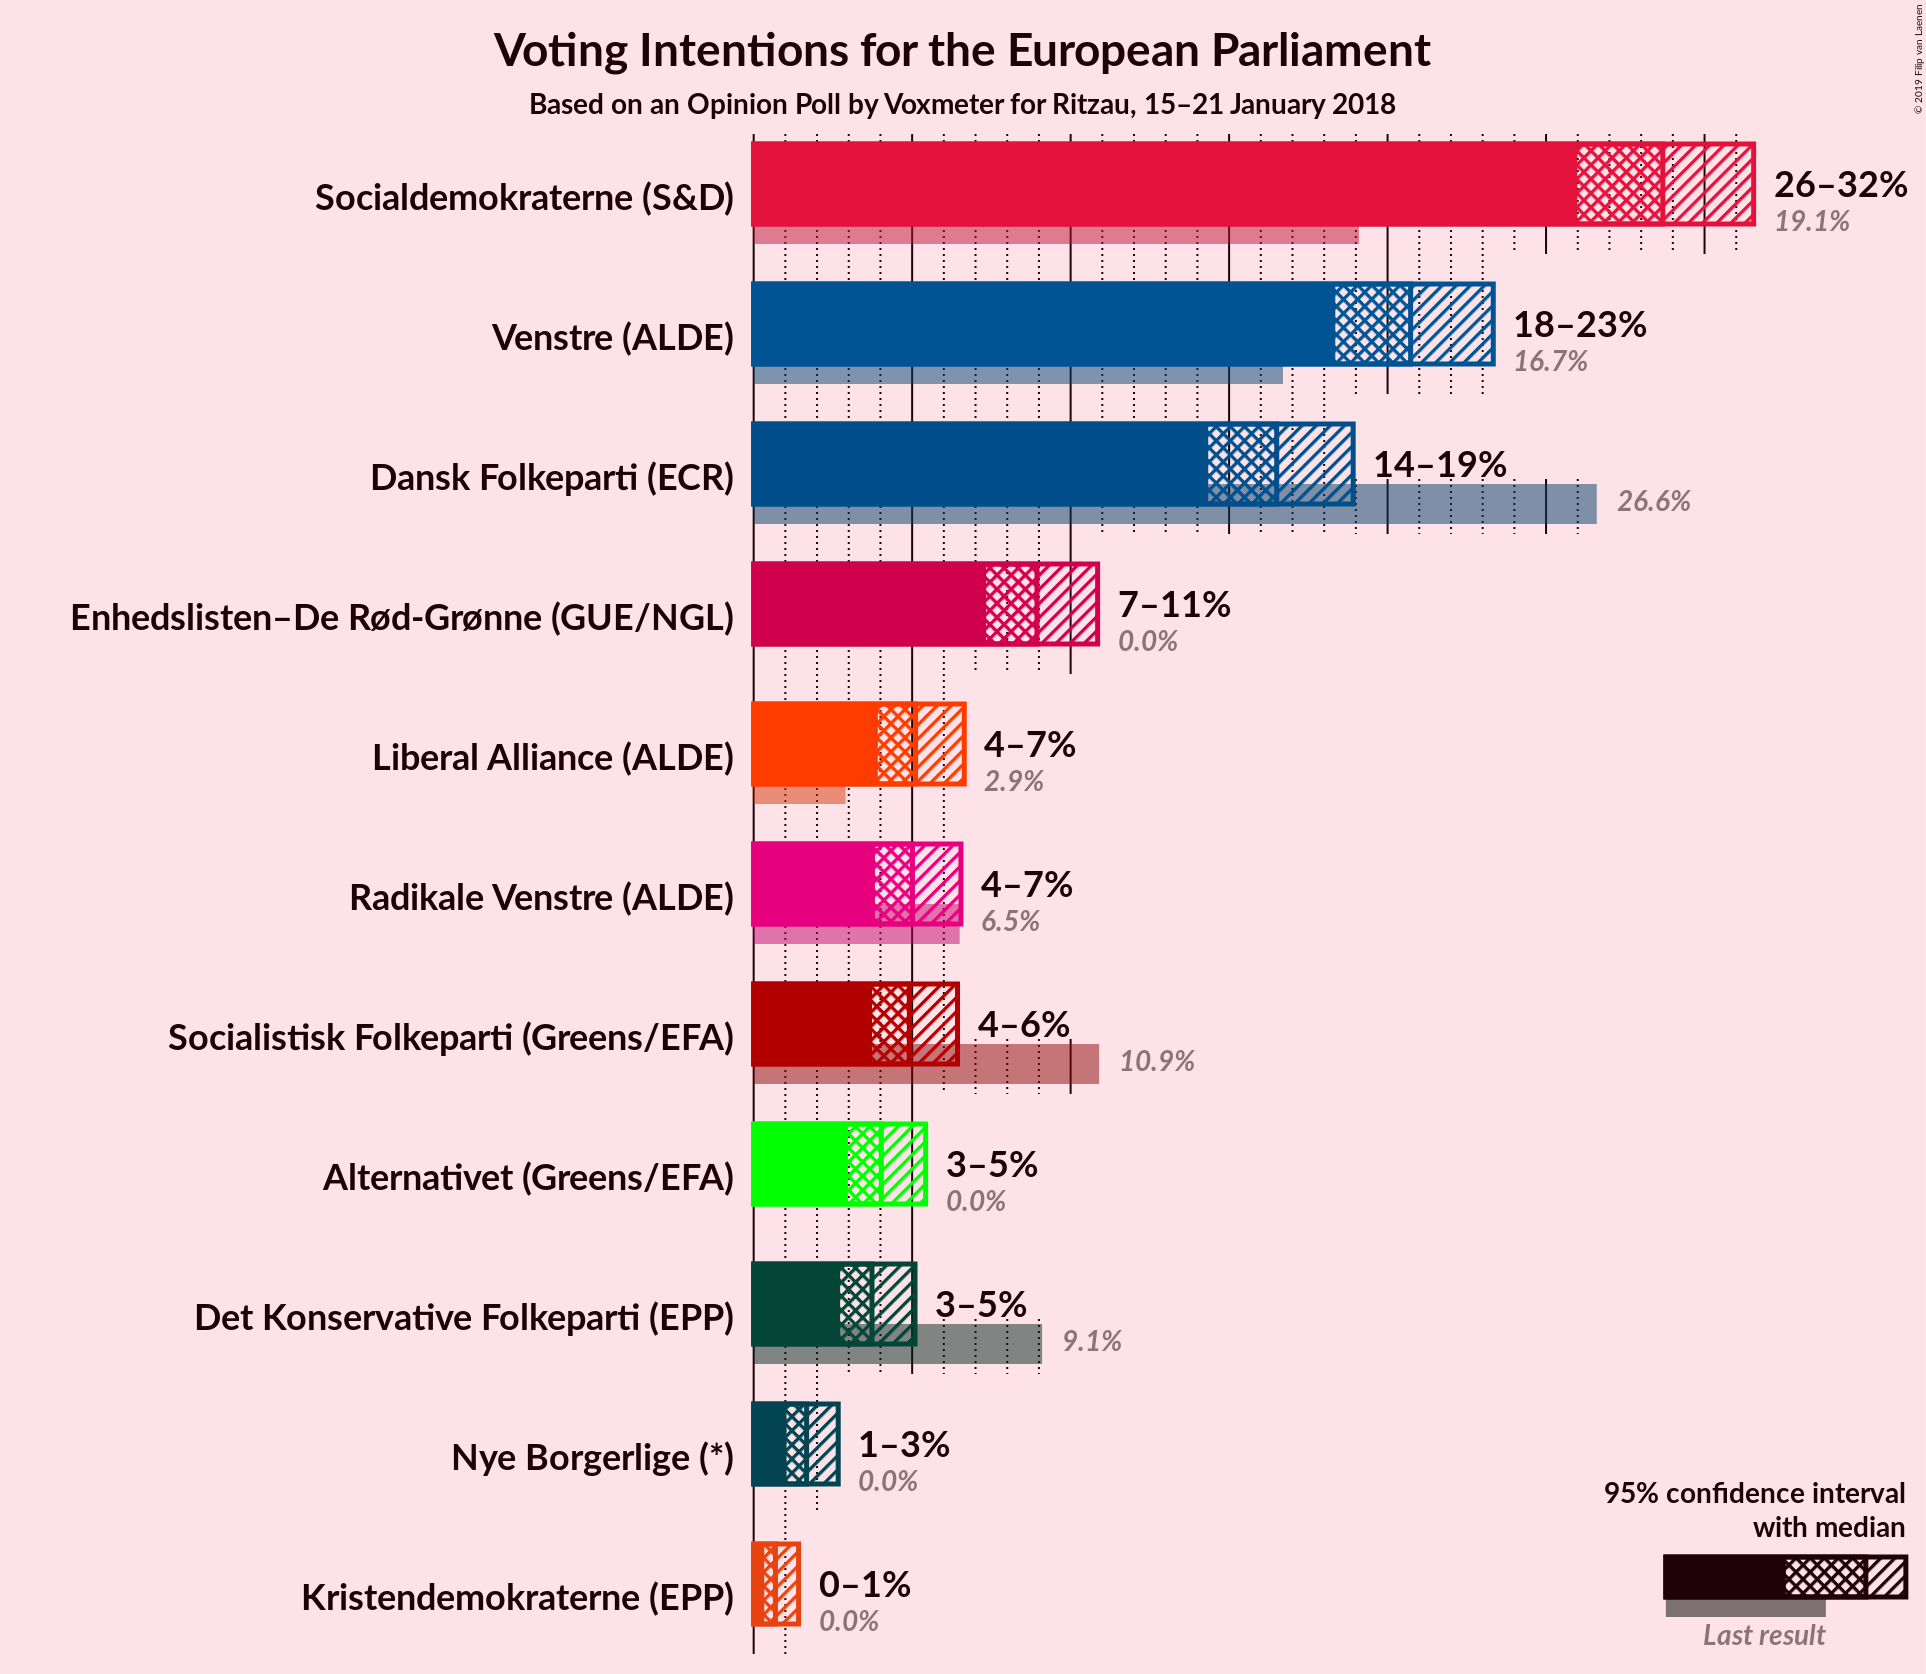 Voting Intentions for the European Parliament
Based on an Opinion Poll by Voxmeter for Ritzau, 15–21 January 2018
© 2019 Filip van Laenen
Socialdemokraterne (S&D)
26–32%
19.1%
Venstre (ALDE)
18–23%
16.7%
Dansk Folkeparti (ECR)
14–19%
26.6%
Enhedslisten–De Rød-Grønne (GUE/NGL)
7–11%
0.0%
Liberal Alliance (ALDE)
4–7%
2.9%
Radikale Venstre (ALDE)
4–7%
6.5%
Socialistisk Folkeparti (Greens/EFA)
4–6%
10.9%
Alternativet (Greens/EFA)
3–5%
0.0%
Det Konservative Folkeparti (EPP)
3–5%
9.1%
Nye Borgerlige (*)
1–3%
0.0%
Kristendemokraterne (EPP)
0–1%
0.0%
95% confidence interval
with median
Last result